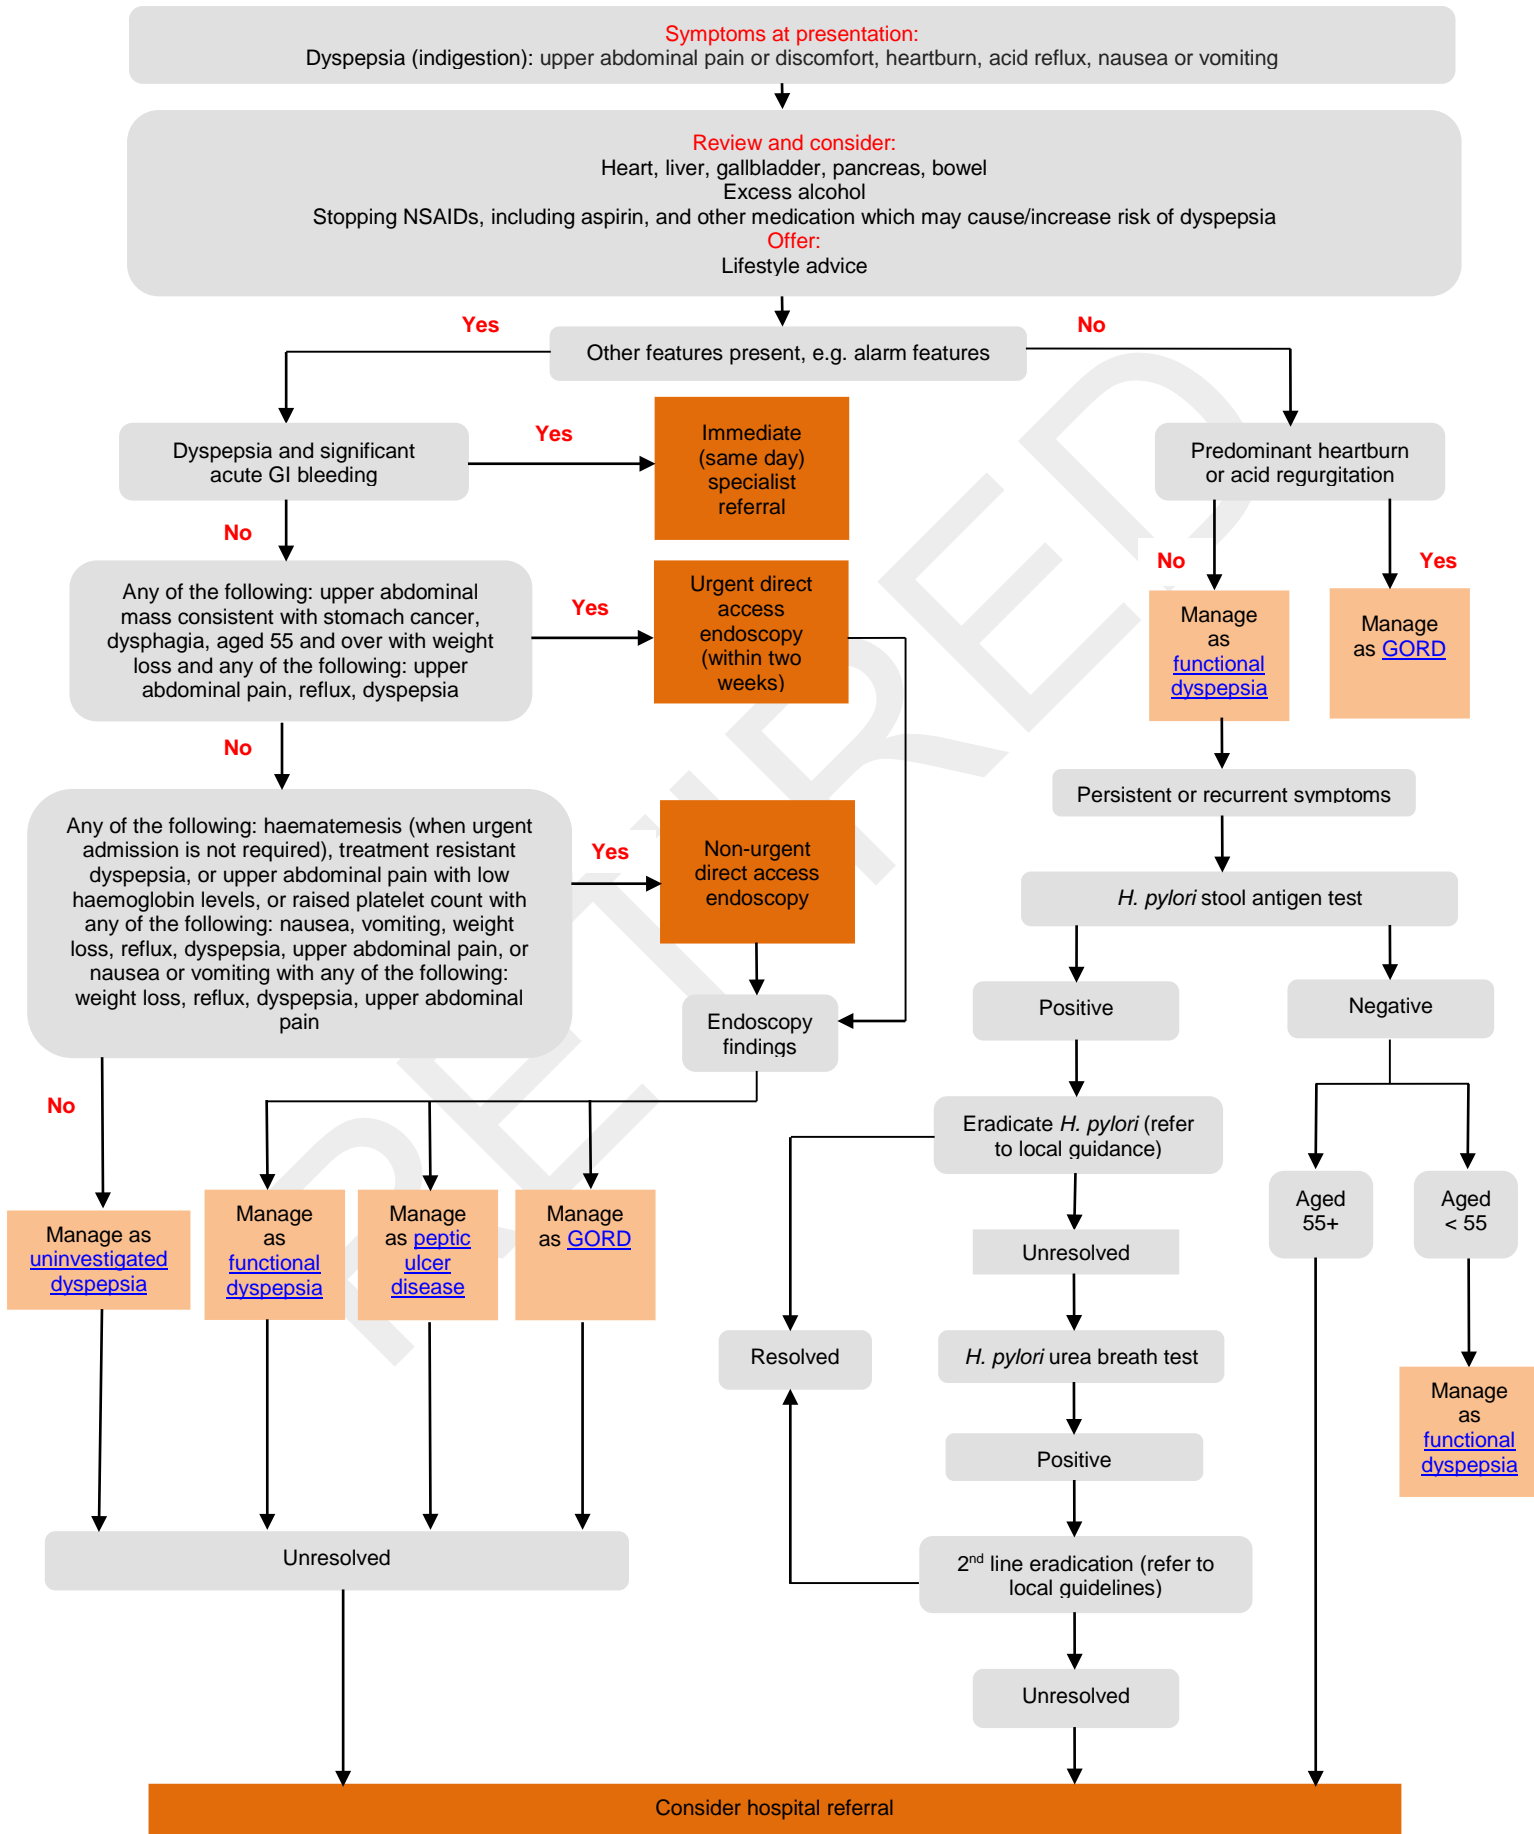 Symptoms at presentation:
Dyspepsia (indigestion): upper abdominal pain or discomfort, heartburn, acid reflux, nausea or vomiting
Review and consider:
Heart, liver, gallbladder, pancreas, bowel
Excess alcohol
Stopping NSAIDs, including aspirin, and other medication which may cause/increase risk of dyspepsia
Offer:
Lifestyle advice
Yes
No
Other features present, e.g. alarm features
Dyspepsia and significant
acute GI bleeding
Yes
Immediate
(same day)
specialist
referral
Predominant heartburn
or acid regurgitation
No
No
Yes
Any of the following: upper abdominal
mass consistent with stomach cancer,
dysphagia, aged 55 and over with weight
loss and any of the following: upper
abdominal pain, reflux, dyspepsia
Yes
Urgent direct
access
endoscopy
(within two
weeks)
Manage
as
functional
dyspepsia
Manage
as GORD
No
Persistent or recurrent symptoms
Any of the following: haematemesis (when urgent
admission is not required), treatment resistant
dyspepsia, or upper abdominal pain with low
haemoglobin levels, or raised platelet count with
any of the following: nausea, vomiting, weight
loss, reflux, dyspepsia, upper abdominal pain, or
nausea or vomiting with any of the following:
weight loss, reflux, dyspepsia, upper abdominal
pain
Yes
Non-urgent
direct access
endoscopy
H. pylori stool antigen test
Endoscopy
findings
Positive
Negative
No
Eradicate H. pylori (refer
to local guidance)
Manage as
uninvestigated
dyspepsia
Manage
as
functional
dyspepsia
Manage
as peptic
ulcer
disease
Manage
as GORD
Aged
55+
Aged
< 55
Unresolved
Resolved
H. pylori urea breath test
Manage
as
functional
dyspepsia
Positive
Unresolved
2nd line eradication (refer to
local guidelines)
Unresolved
Consider hospital referral
RETIRED